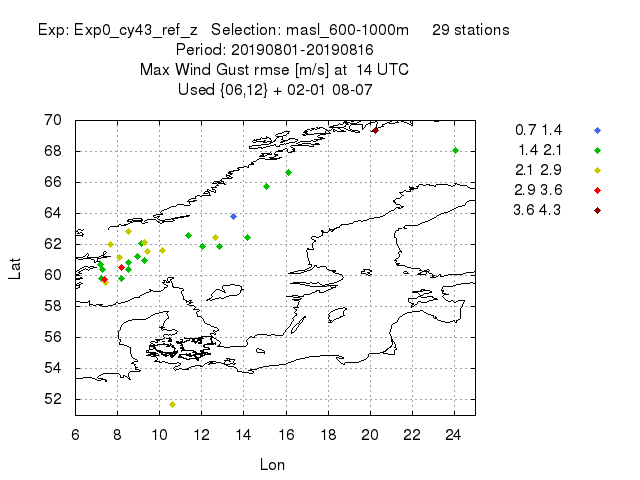 Exp: Exp0_cy43_ref_z Selection: masl_600-1000m 29 stations
Period: 20190801-20190816
Max Wind Gust rmse [m/s] at 14 UTC
Used {06,12} + 02-01 08-07
70
68
66
64
62
60
58
56
54
52
Lat
6 8 10 12 14 16 18 20 22 24
Lon
0.7 1.4
1.4 2.1
2.1 2.9
2.9 3.6
3.6 4.3